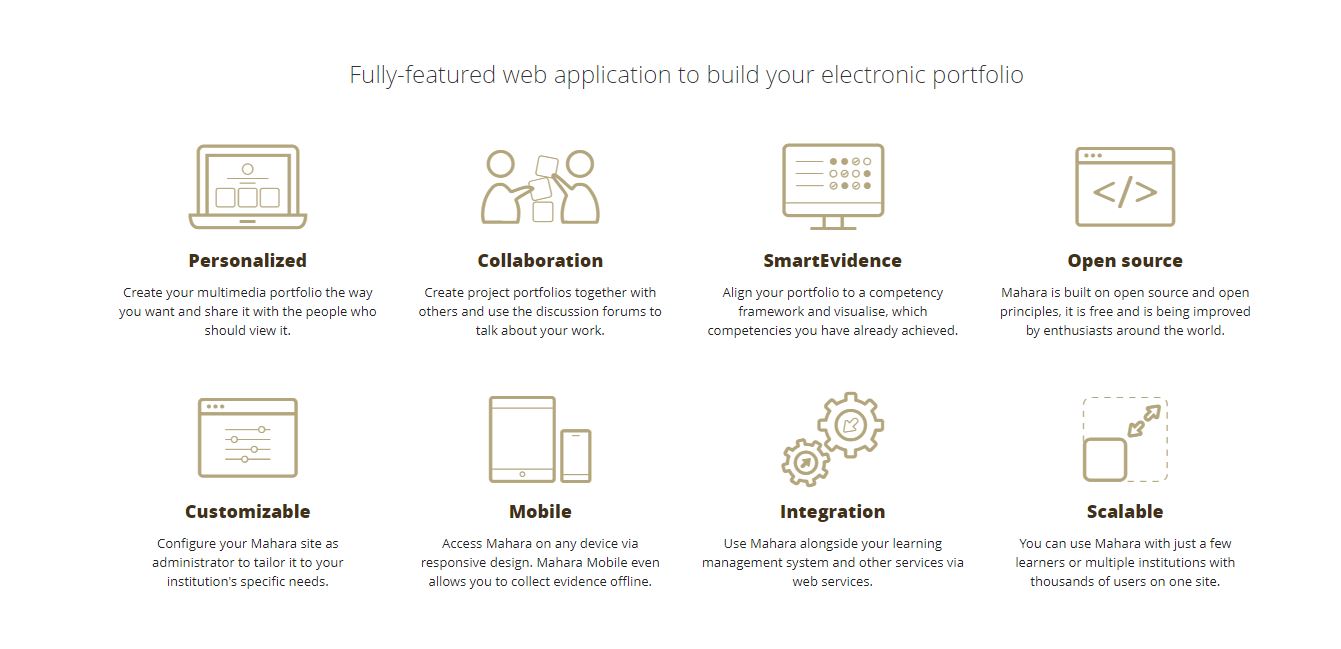 Fully-featured web application to build your electronic portfolio
Personalized
Create your multimedia portfolio the way
you want and share it with the people who
should view it.
Collaboration
Create project portfolios together with
others and use the discussion forums to
talk about your work.
SmartEvidence
Align your portfolio to a competency
framework and visualise, which
competencies you have already achieved.
Open source
Mahara is built on open source and open
principles, it is free and is being improved
by enthusiasts around the world.
Customizable
Configure your Mahara site as
administrator to tailor it to your
institution's specific needs.
Mobile
Access Mahara on any device via
responsive design. Mahara Mobile even
allows you to collect evidence offline.
Integration
Use Mahara alongside your learning
management system and other services via
web services.
Scalable
You can use Mahara with just a few
learners or multiple institutions with
thousands of users on one site.